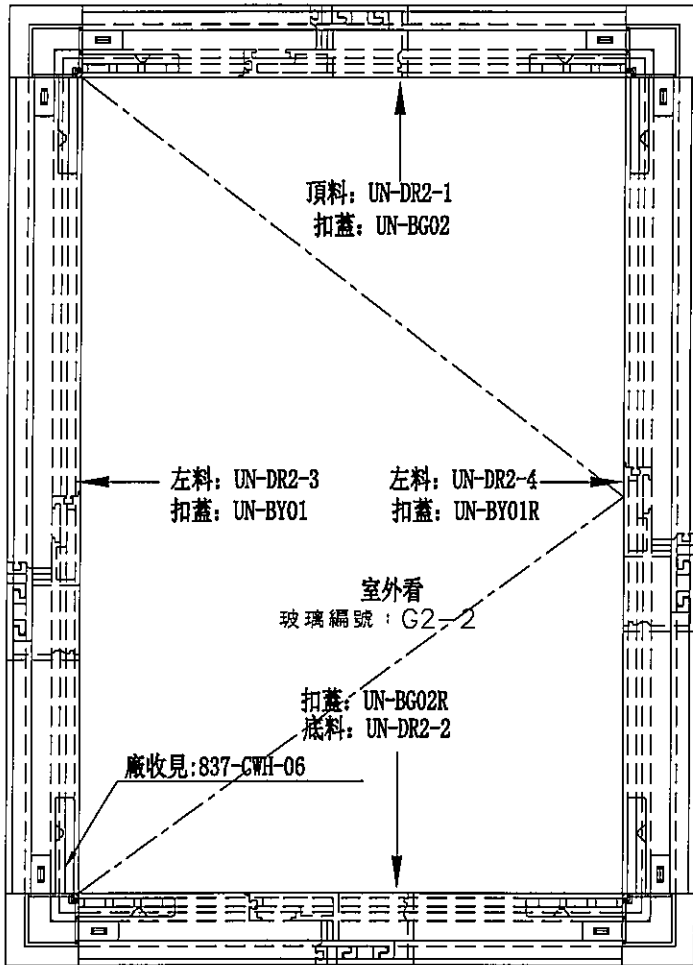 頂料: UN-DR2-1
扣蓋: UN-BG02
左料: UN-DR2-3
扣蓋: UN-BY01
左料: UN-DR2-4
扣蓋: UN-BY01R
室外看
玻璃編號：G2-2
扣蓋: UN-BG02R
底料: UN-DR2-2
廠收見:837-CWH-06